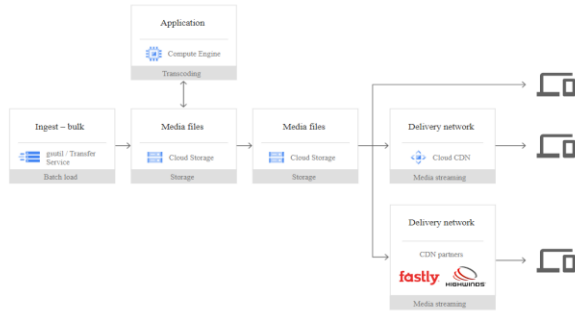 Application
Compute Engine
Transcoding
Ingest – bulk
gsutil / Transfer
Service
Batch load
Media files
Cloud Storage
Storage
Media files
Cloud Storage
Storage
Delivery network
Cloud CDN
Media streaming
Delivery network
CDN partners
fastly
HIGHWINDS
Media streaming